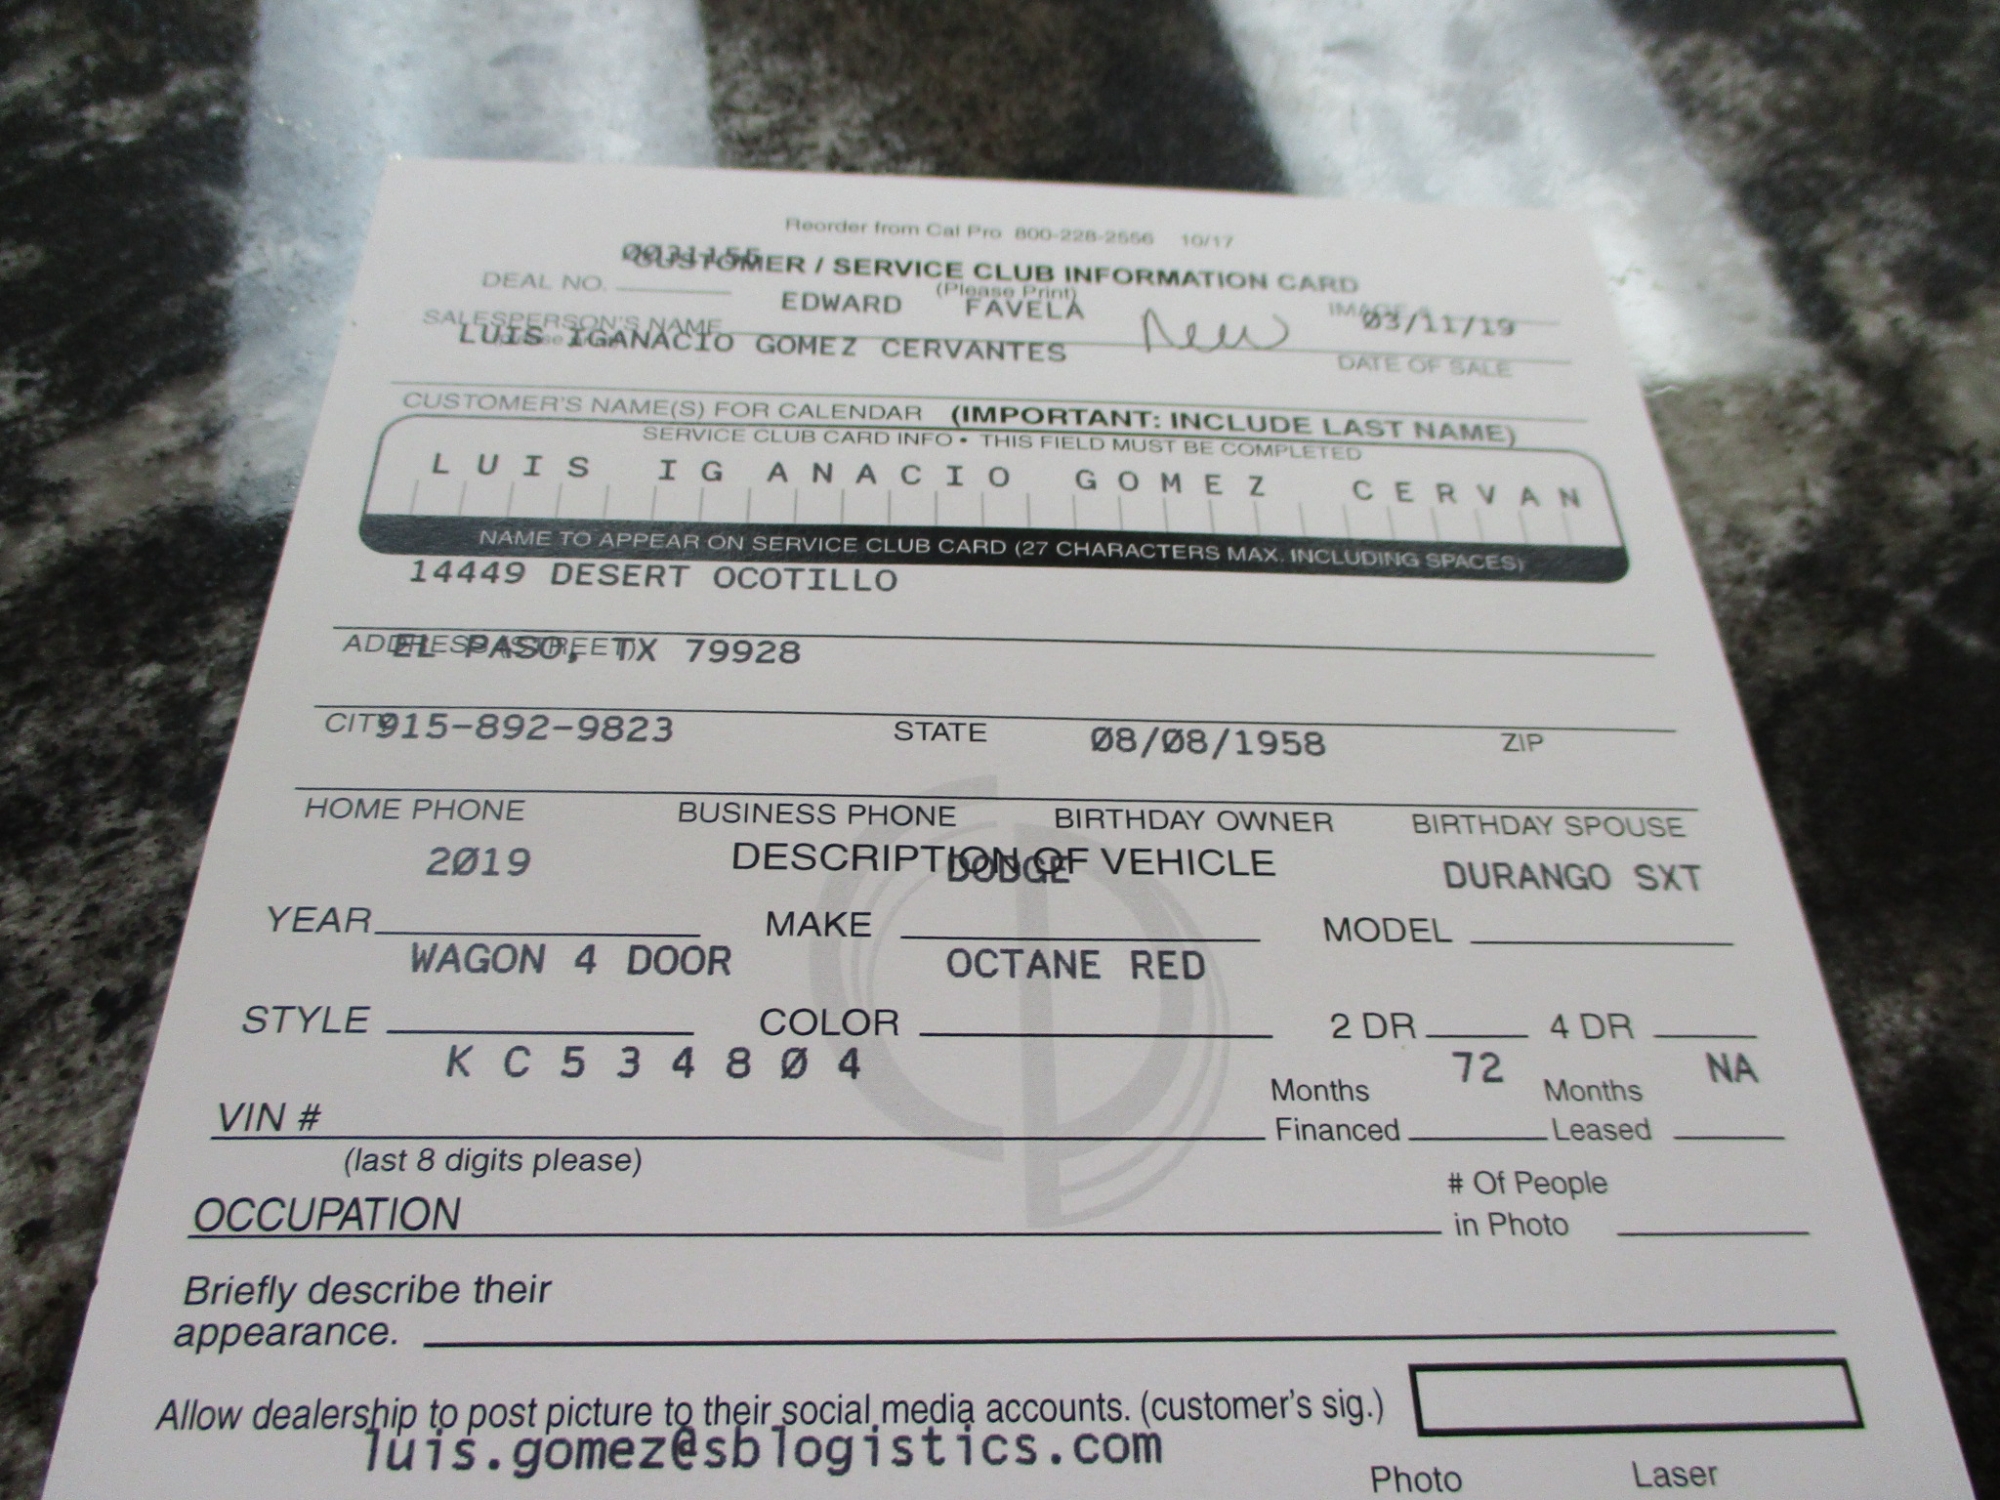 Reorder from Cal Pro 800-228-2556 10/17
0031155
CUSTOMER / SERVICE CLUB INFORMATION CARD
DEAL NO. (Please Print)
EDWARD FAVELA New 03/11/19
SALESPERSON'S NAME
LUIS IGANACIO GOMEZ CERVANTES DATE OF SALE
CUSTOMER'S NAME(S) FOR CALENDAR (IMPORTANT: INCLUDE LAST NAME)
SERVICE CLUB CARD INFO • THIS FIELD MUST BE COMPLETED
LUIS IGANACIO GOMEZ CERVAN
NAME TO APPEAR ON SERVICE CLUB CARD (27 CHARACTERS MAX. INCLUDING SPACES)
14449 DESERT OCOTILLO
ADDRESS (STREET)
EL PASO, TX 79928
CITY STATE ZIP
915-892-9823 08/08/1958
HOME PHONE BUSINESS PHONE BIRTHDAY OWNER BIRTHDAY SPOUSE
DESCRIPTION OF VEHICLE
2019 DODGE DURANGO SXT
YEAR MAKE MODEL
WAGON 4 DOOR OCTANE RED
STYLE COLOR 2 DR 4 DR
KC534804 72 NA
VIN # Months Financed Months Leased
(last 8 digits please)
OCCUPATION # Of People in Photo
Briefly describe their
appearance.
Allow dealership to post picture to their social media accounts. (customer's sig.)
luis.gomez@sblogistics.com
Photo Laser